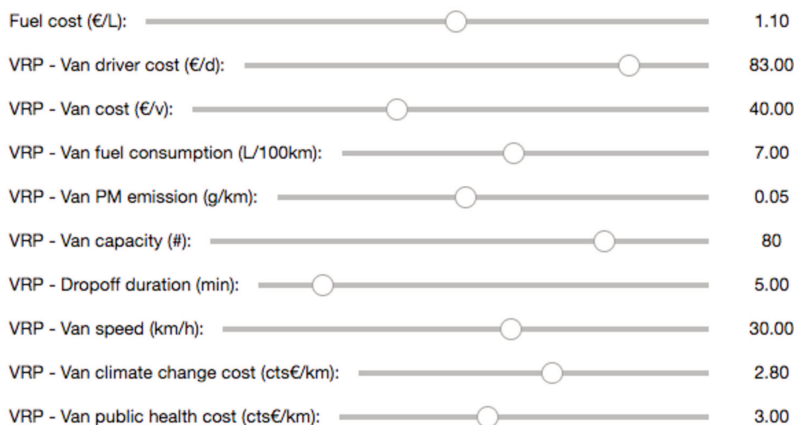 Fuel cost (€/L): 1.10
VRP - Van driver cost (€/d): 83.00
VRP - Van cost (€/v): 40.00
VRP - Van fuel consumption (L/100km): 7.00
VRP - Van PM emission (g/km): 0.05
VRP - Van capacity (#): 80
VRP - Dropoff duration (min): 5.00
VRP - Van speed (km/h): 30.00
VRP - Van climate change cost (cts€/km): 2.80
VRP - Van public health cost (cts€/km): 3.00